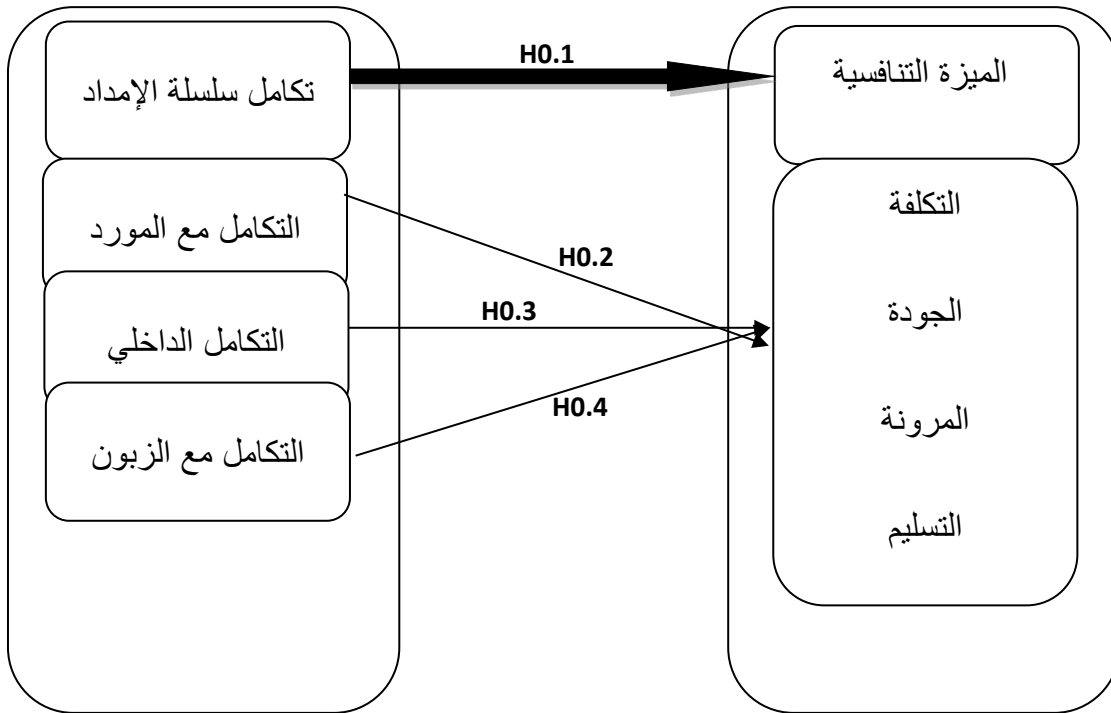 تكامل سلسلة الإمداد
H0.1
الميزة التنافسية
التكامل مع المورد
H0.2
التكلفة
التكامل الداخلي
H0.3
الجودة
التكامل مع الزبون
H0.4
المرونة
التسليم